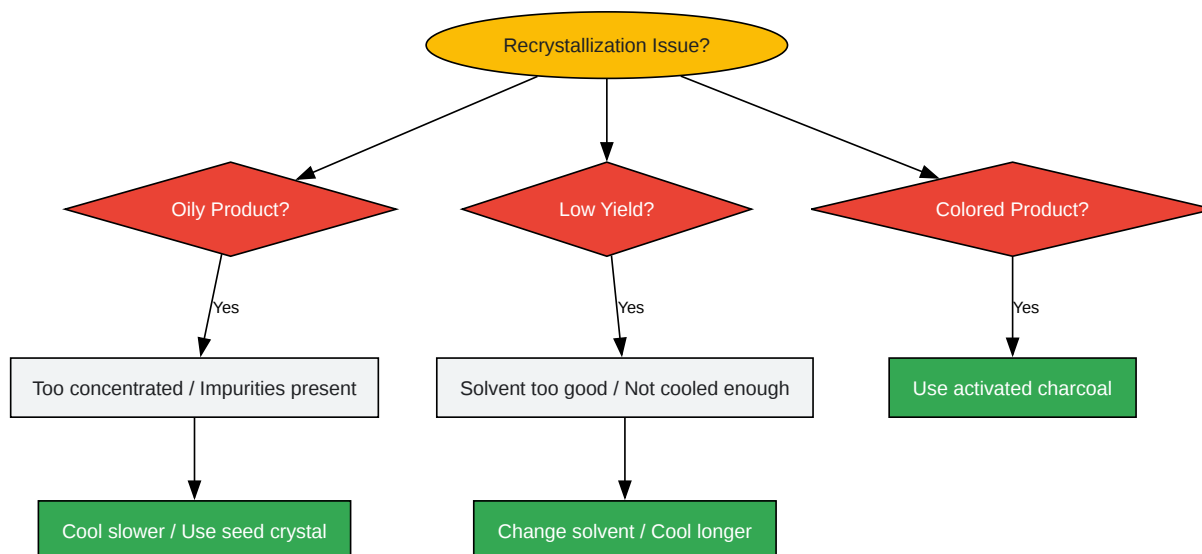 Recrystallization Issue?
Oily Product?
Low Yield?
Colored Product?
Yes
Yes
Yes
Too concentrated / Impurities present
Solvent too good / Not cooled enough
Use activated charcoal
Cool slower / Use seed crystal
Change solvent / Cool longer